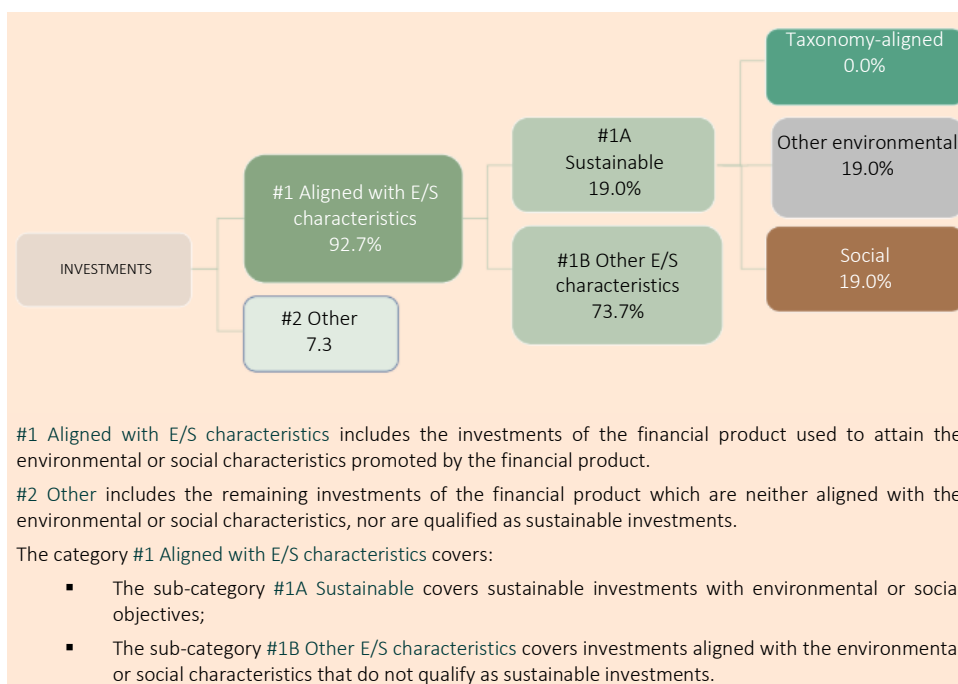 Taxonomy-aligned
0.0%
#1A
Sustainable
19.0%
Other environmental
19.0%
#1 Aligned with E/S
characteristics
92.7%
INVESTMENTS
#1B Other E/S
characteristics
73.7%
Social
19.0%
#2 Other
7.3
#1 Aligned with E/S characteristics includes the investments of the financial product used to attain the
environmental or social characteristics promoted by the financial product.
#2 Other includes the remaining investments of the financial product which are neither aligned with the
environmental or social characteristics, nor are qualified as sustainable investments.
The category #1 Aligned with E/S characteristics covers:
▪ The sub-category #1A Sustainable covers sustainable investments with environmental or socia
objectives;
▪ The sub-category #1B Other E/S characteristics covers investments aligned with the environmenta
or social characteristics that do not qualify as sustainable investments.